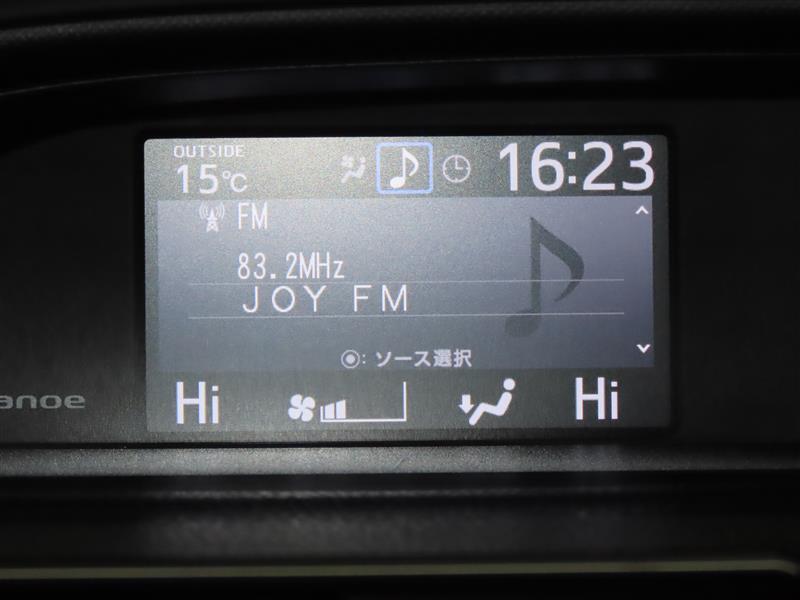 OUTSIDE
15℃
16:23
FM
83.2MHz
JOY FM
◉: ソース選択
Hi
Hi
anoe